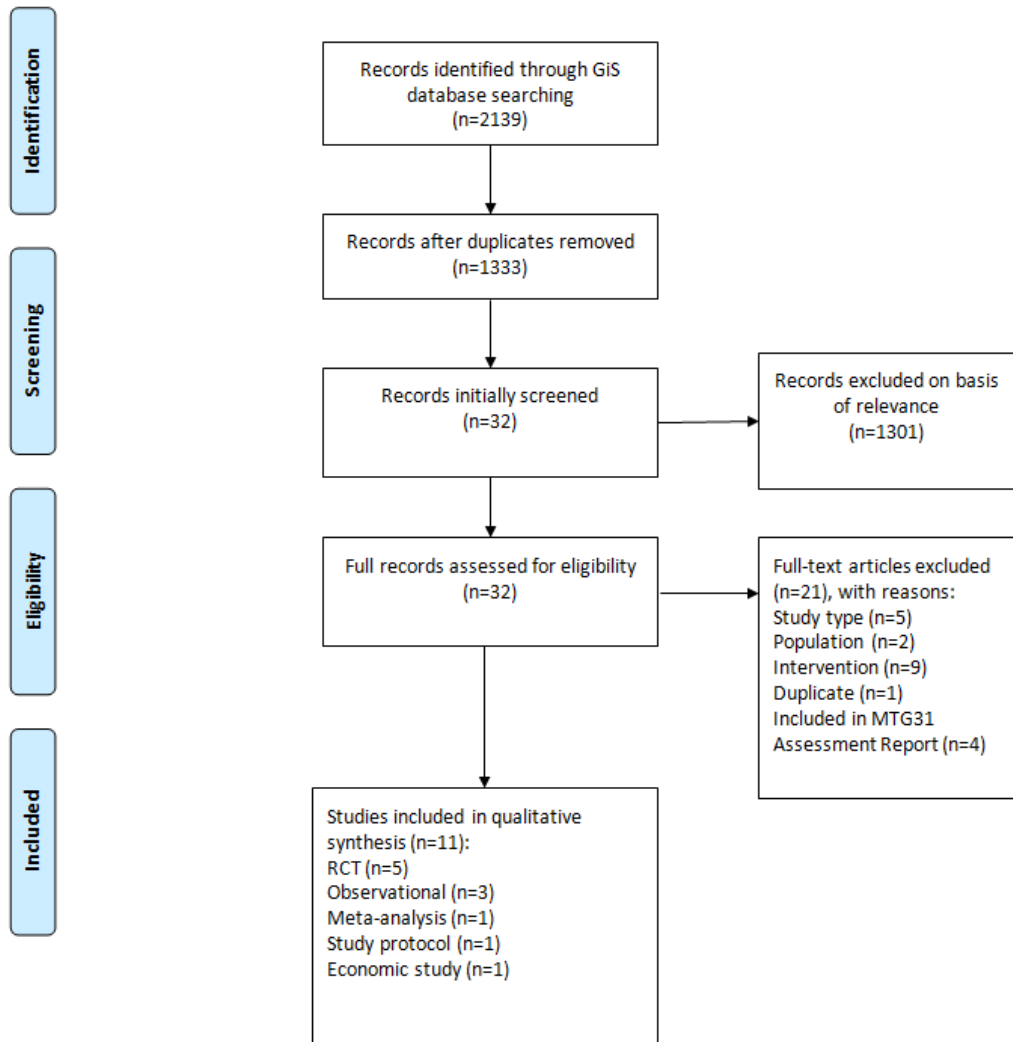 Identification
Records identified through GiS
database searching
(n=2139)
Records after duplicates removed
(n=1333)
Screening
Records initially screened
(n=32)
Records excluded on basis
of relevance
(n=1301)
Eligibility
Full records assessed for eligibility
(n=32)
Full-text articles excluded
(n=21), with reasons:
Study type (n=5)
Population (n=2)
Intervention (n=9)
Duplicate (n=1)
Included in MTG31
Assessment Report (n=4)
Included
Studies included in qualitative
synthesis (n=11):
RCT (n=5)
Observational (n=3)
Meta-analysis (n=1)
Study protocol (n=1)
Economic study (n=1)